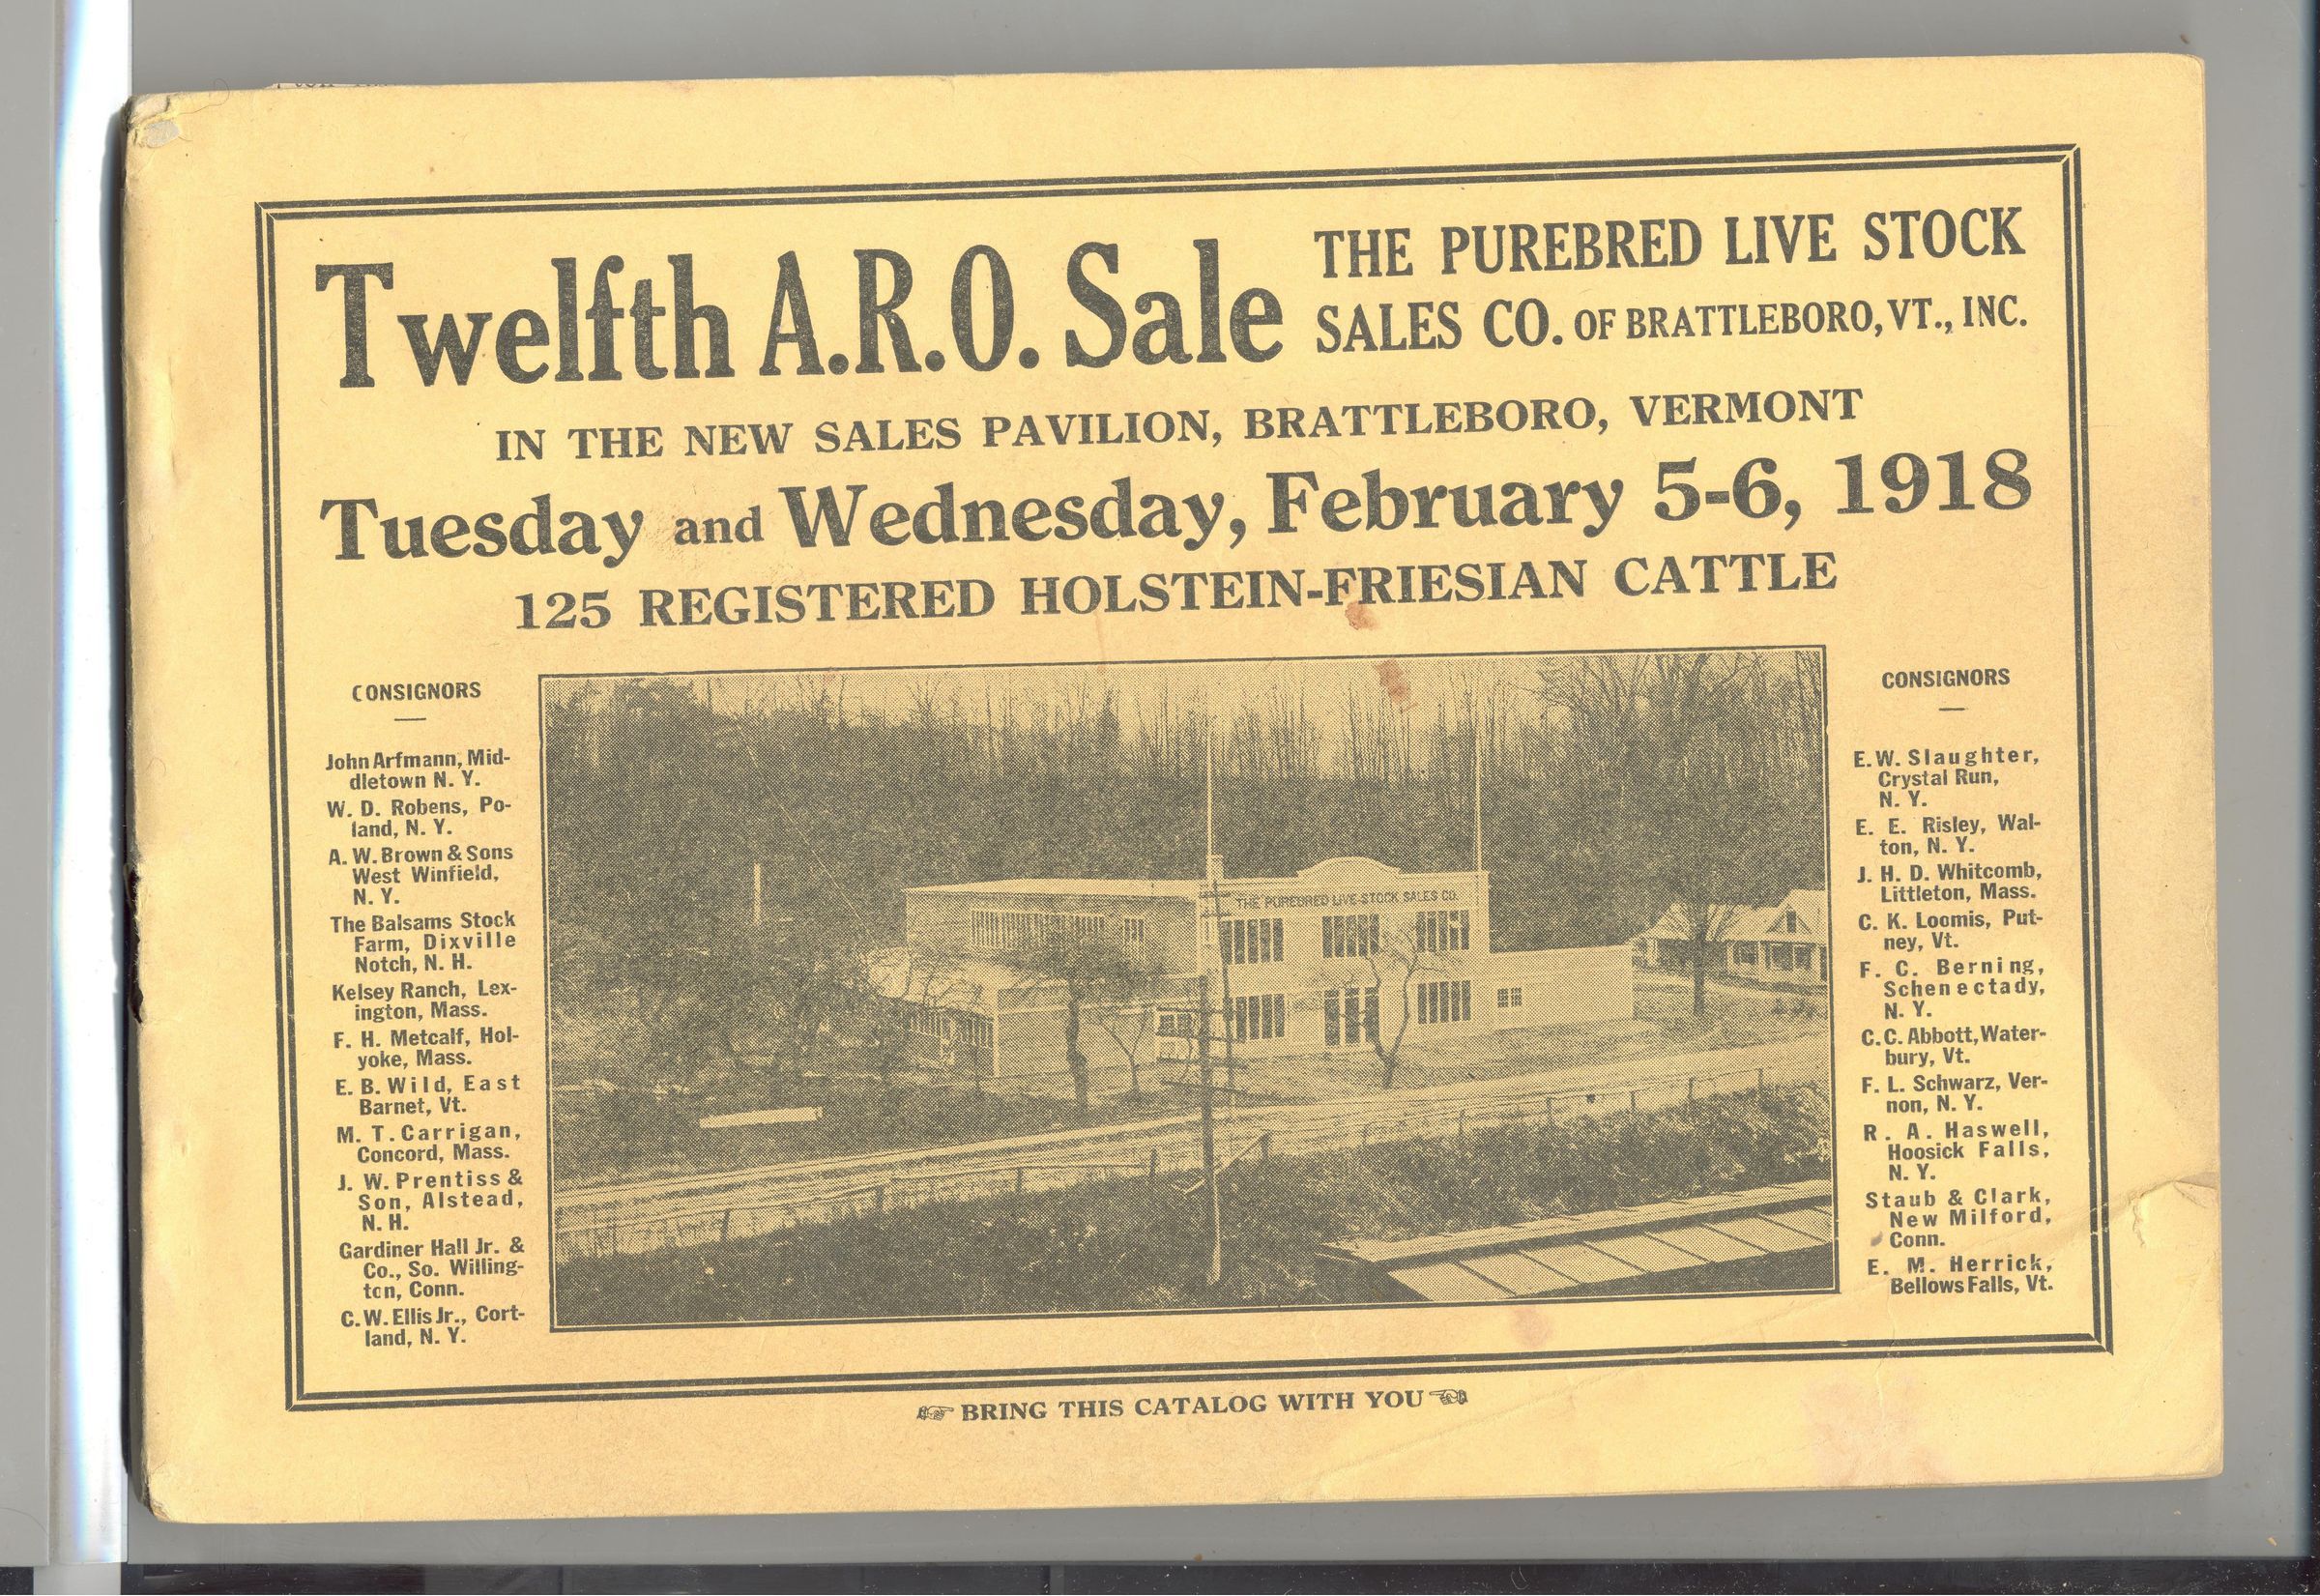 Twelfth A.R.O. Sale
THE PUREBRED LIVE STOCK
SALES CO. OF BRATTLEBORO, VT., INC.
IN THE NEW SALES PAVILION, BRATTLEBORO, VERMONT
Tuesday and Wednesday, February 5-6, 1918
125 REGISTERED HOLSTEIN-FRIESIAN CATTLE
CONSIGNORS
John Arfmann, Mid-
dletown N. Y.
W. D. Robens, Po-
land, N. Y.
A. W. Brown & Sons
West Winfield,
N. Y.
The Balsams Stock
Farm, Dixville
Notch, N. H.
Kelsey Ranch, Lex-
ington, Mass.
F. H. Metcalf, Hol-
yoke, Mass.
E. B. Wild, East
Barnet, Vt.
M. T. Carrigan,
Concord, Mass.
J. W. Prentiss &
Son, Alstead,
N. H.
Gardiner Hall Jr. &
Co., So. Willing-
ton, Conn.
C. W. Ellis Jr., Cort-
land, N. Y.
THE PUREBRED LIVE-STOCK SALES CO.
CONSIGNORS
E. W. Slaughter,
Crystal Run,
N. Y.
E. E. Risley, Wal-
ton, N. Y.
J. H. D. Whitcomb,
Littleton, Mass.
C. K. Loomis, Put-
ney, Vt.
F. C. Berning,
Schenectady,
N. Y.
C. C. Abbott, Water-
bury, Vt.
F. L. Schwarz, Ver-
non, N. Y.
R. A. Haswell,
Hoosick Falls,
N. Y.
Staub & Clark,
New Milford,
Conn.
E. M. Herrick,
Bellows Falls, Vt.
☞ BRING THIS CATALOG WITH YOU ☜